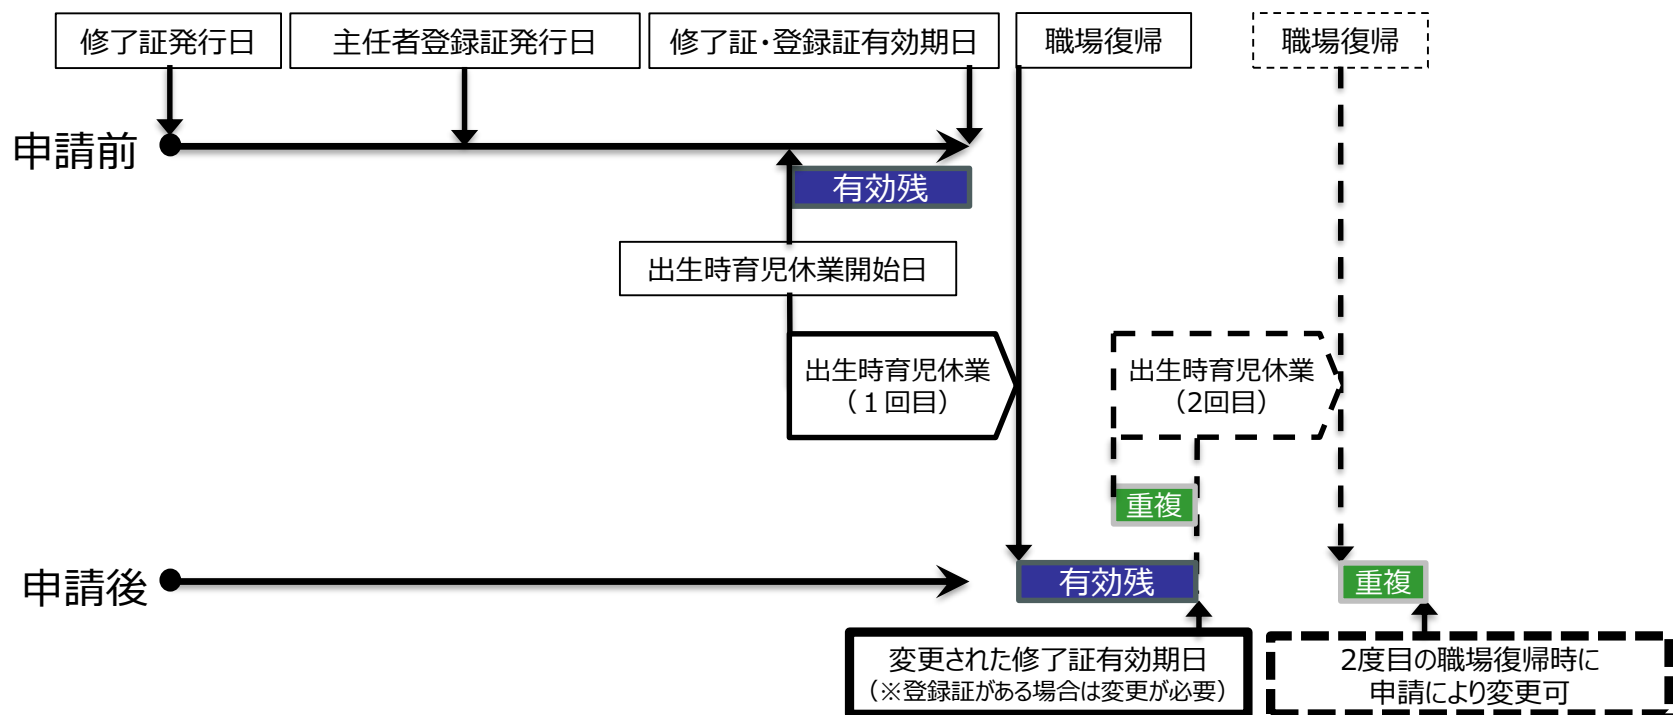 修了証発行日
主任者登録証発行日
修了証・登録証有効期日
職場復帰
職場復帰
申請前
有効残
出生時育児休業開始日
出生時育児休業
（１回目）
出生時育児休業
（2回目）
重複
申請後
有効残
重複
変更された修了証有効期日
（※登録証がある場合は変更が必要）
2度目の職場復帰時に
申請により変更可